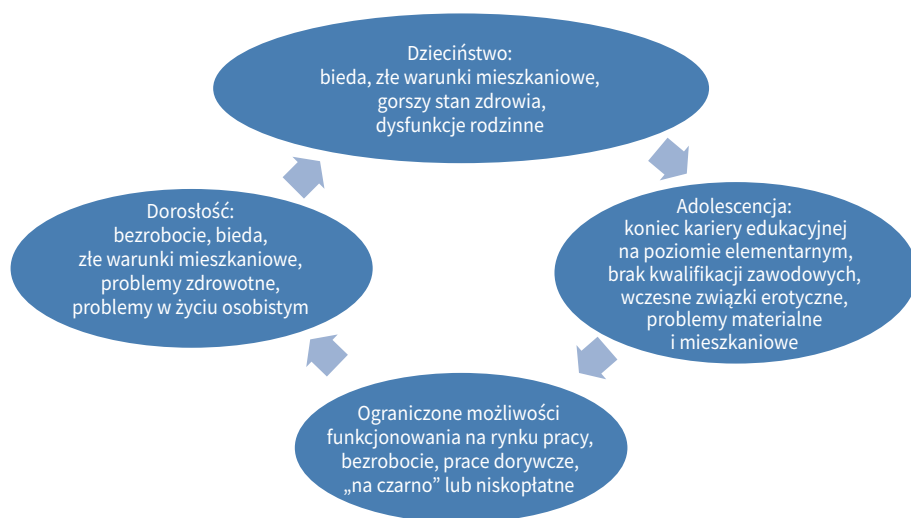 Dzieciństwo:
bieda, złe warunki mieszkaniowe,
gorszy stan zdrowia,
dysfunkcje rodzinne
Adolescencja:
koniec kariery edukacyjnej
na poziomie elementarnym,
brak kwalifikacji zawodowych,
wczesne związki erotyczne,
problemy materialne
i mieszkaniowe
Ograniczone możliwości
funkcjonowania na rynku pracy,
bezrobocie, prace dorywcze,
„na czarno” lub niskopłatne
Dorosłość:
bezrobocie, bieda,
złe warunki mieszkaniowe,
problemy zdrowotne,
problemy w życiu osobistym